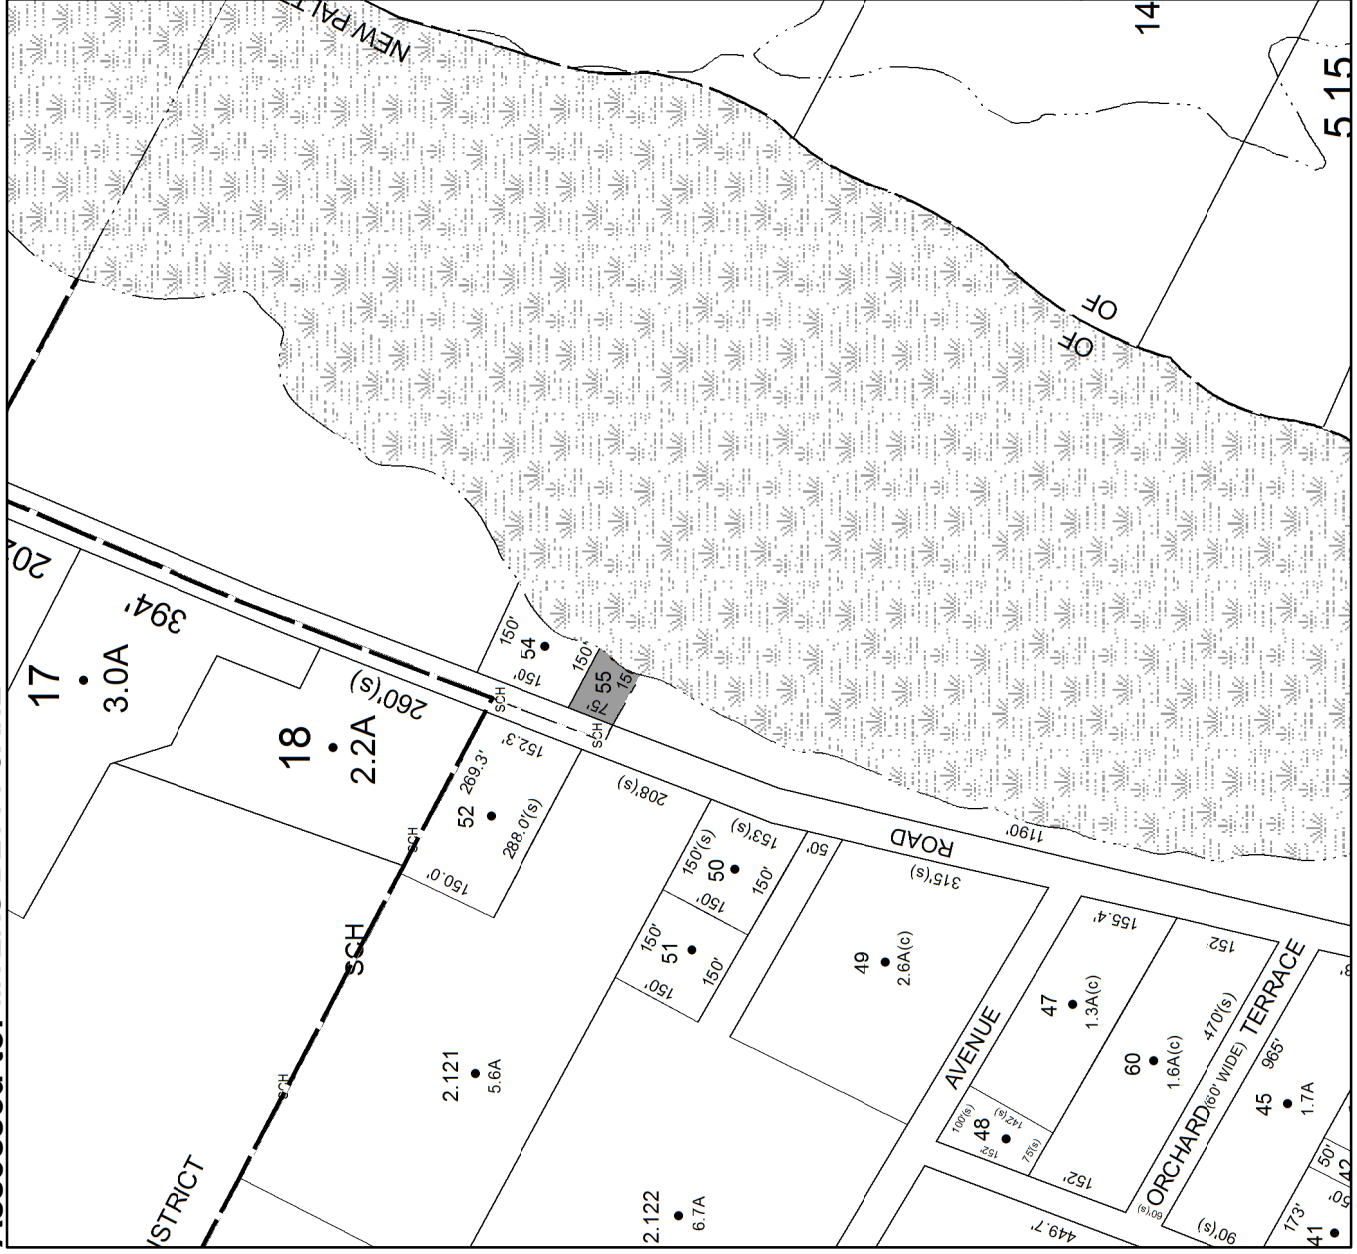 NEW PALT
14
5 15
OF
OF
394'
17
3.0A
18
2.2A
260'(s)
150'
54
150'
150'
55
15'
75'
SCH
SCH
SCH
SCH
SCH
152.3'
269.3'
52
288.0'(s)
150.0'
208'(s)
150'(s)
50
153'(s)
150'
150'
150'
51
150'
150'
50'
ROAD
1190'
315'(s)
49
2.6A(c)
155.4'
47
1.3A(c)
152'
60
1.6A(c)
470'(s)
AVENUE
100'(s)
48
142'(s)
152'
75'(s)
152'
ORCHARD (60' WIDE) TERRACE
60'(s)
965'
45
1.7A
90'(s)
173'
50'
42
50'
41
449.7'
2.121
5.6A
2.122
6.7A
ISTRICT